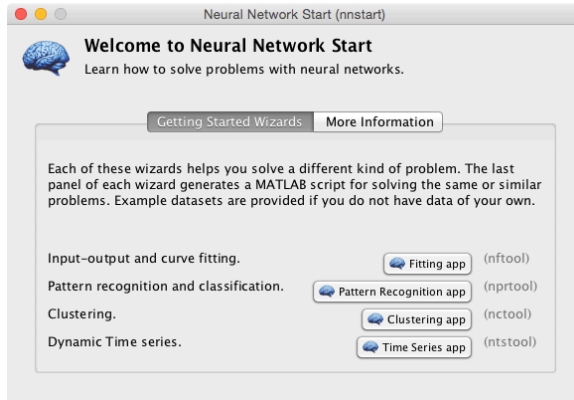 Neural Network Start (nnstart)
Welcome to Neural Network Start
Learn how to solve problems with neural networks.
Getting Started Wizards More Information
Each of these wizards helps you solve a different kind of problem. The last
panel of each wizard generates a MATLAB script for solving the same or similar
problems. Example datasets are provided if you do not have data of your own.
Input-output and curve fitting. Fitting app (nftool)
Pattern recognition and classification. Pattern Recognition app (nprtool)
Clustering. Clustering app (nctool)
Dynamic Time series. Time Series app (ntstool)